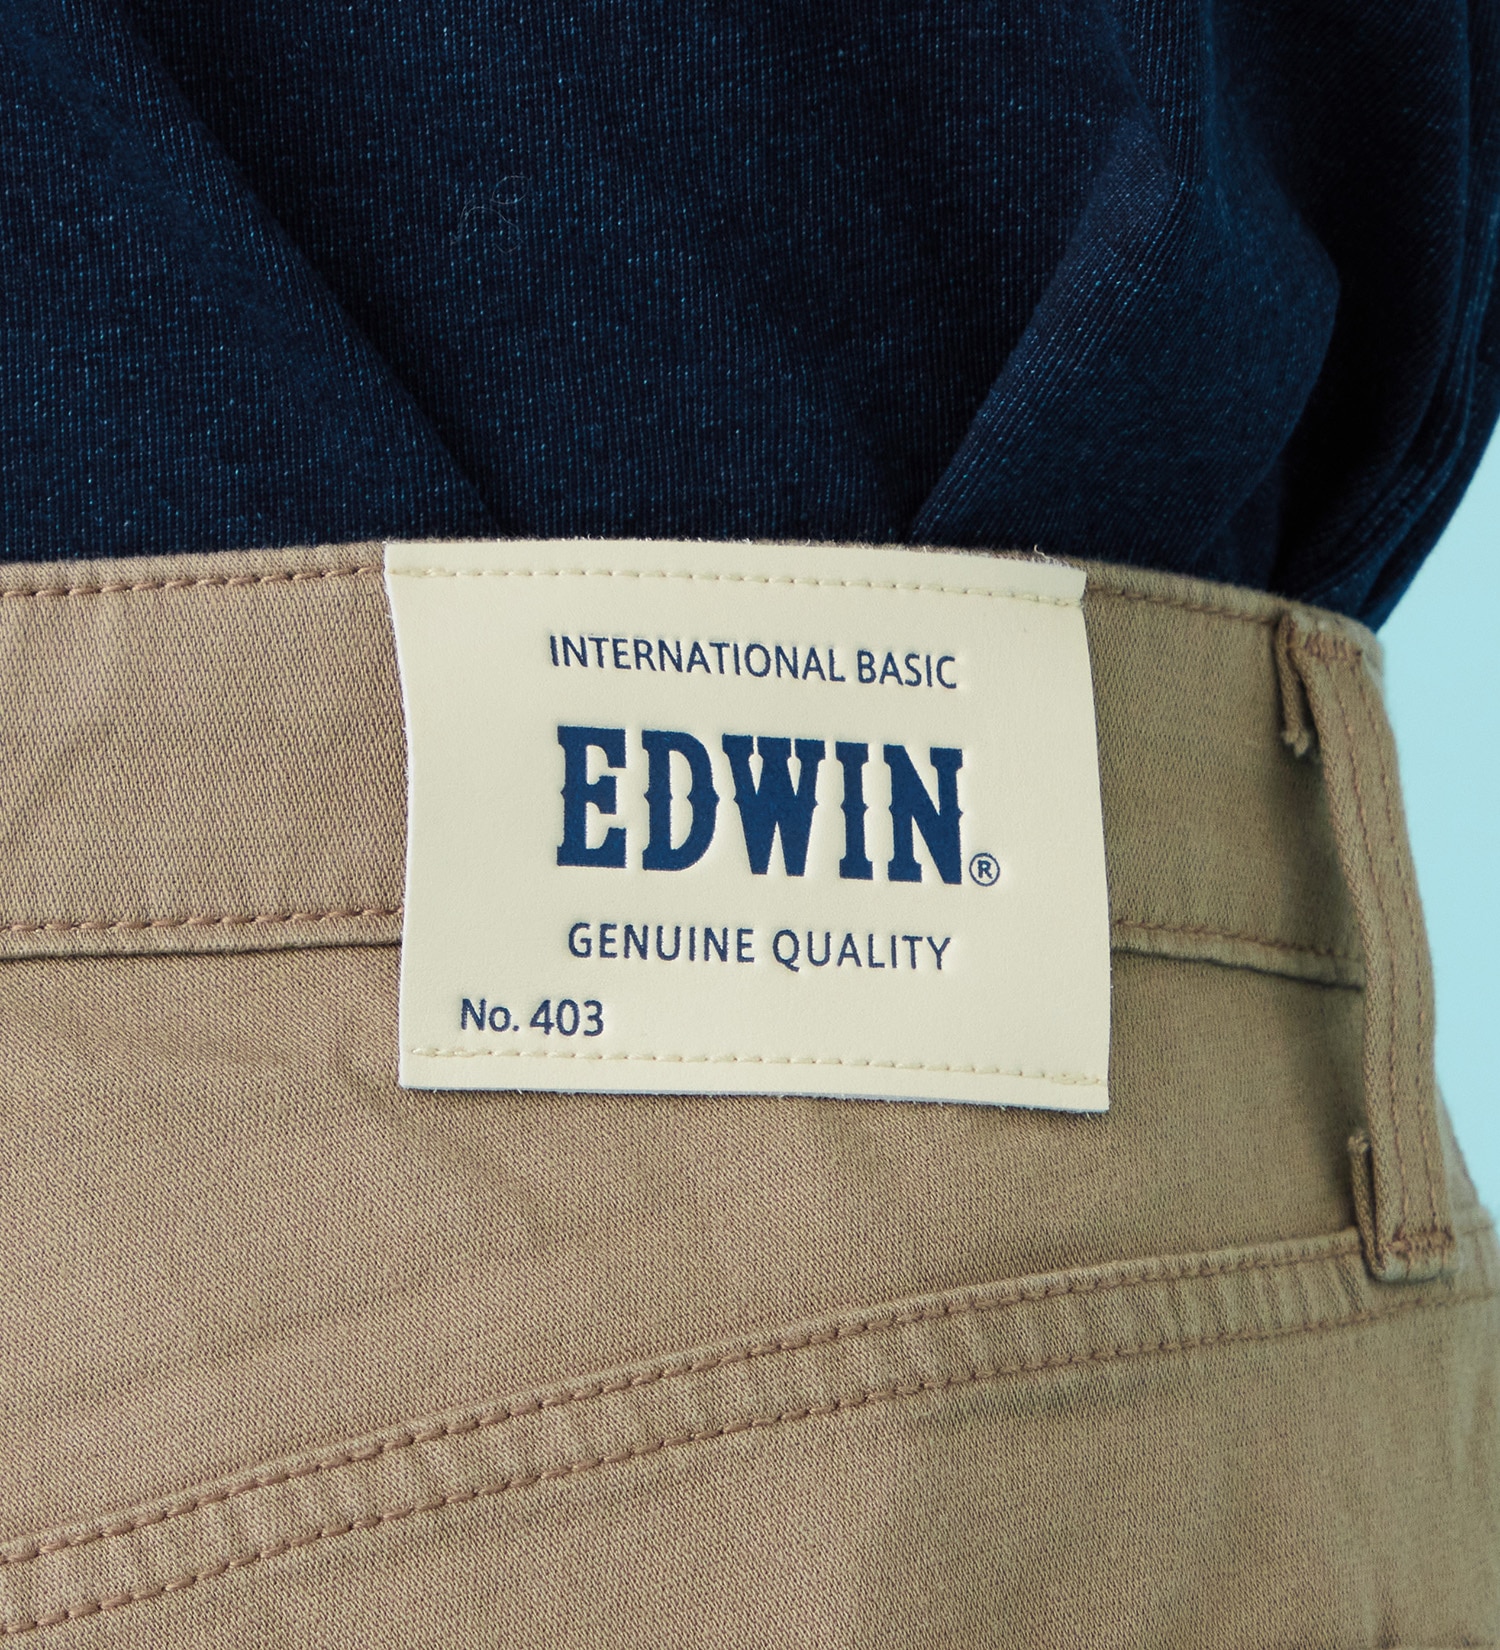 INTERNATIONAL BASIC
EDWIN®
GENUINE QUALITY
No. 403